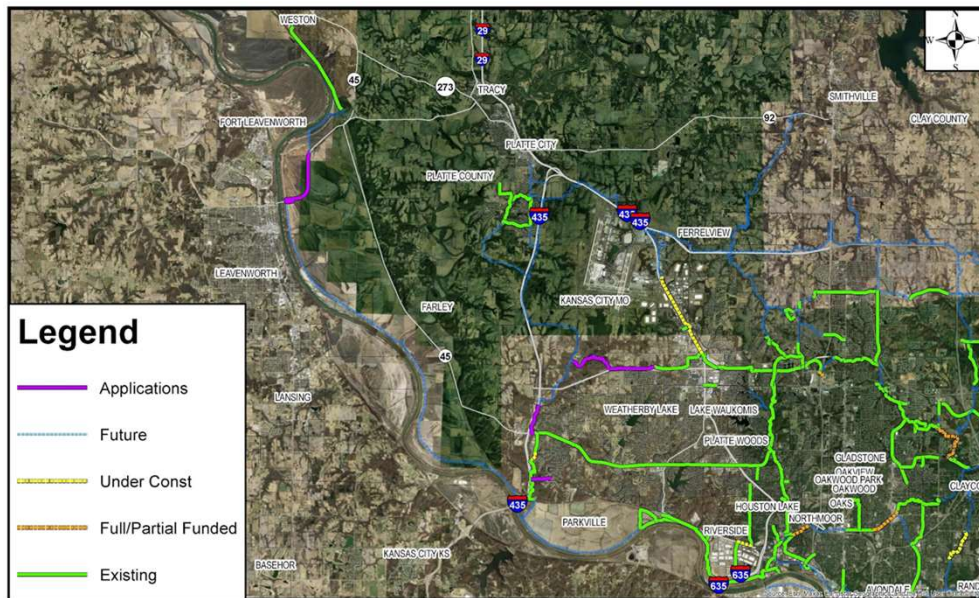 WESTON
29
29
N
W
E
S
45
273
TRACY
SMITHVILLE
FORT LEAVENWORTH
92
CLAY COUNTY
PLATTE CITY
PLATTE COUNTY
435
435
FERRELVIEW
LEAVENWORTH
KANSAS CITY MO
FARLEY
Legend
45
Applications
LANSING
WEATHERBY LAKE
LAKE WAUKOMIS
Future
PLATTE WOODS
GLADSTONE
OAKVIEW
OAKWOOD PARK
OAKWOOD
Under Const
435
OAKS
HOUSTON LAKE
NORTHMOOR
PARKVILLE
Full/Partial Funded
RIVERSIDE
KANSAS CITY KS
BASEHOR
635
635
Existing
AVONDALE